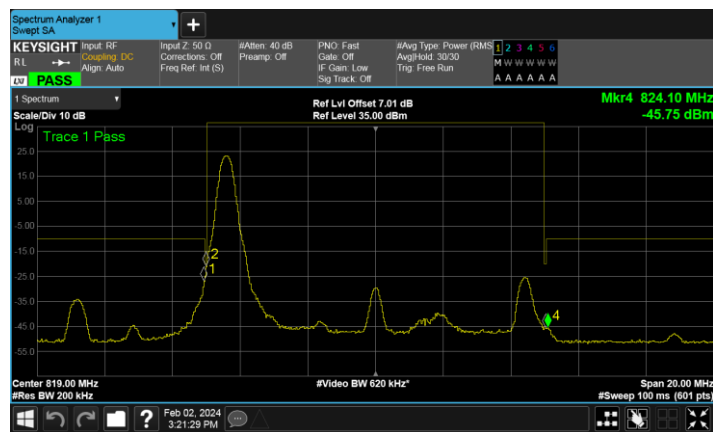 Spectrum Analyzer 1
Swept SA
KEYSIGHT
RL
LXI PASS
Input: RF
Coupling: DC
Align: Auto
Input Z: 50 Ω
Corrections: Off
Freq Ref: Int (S)
#Atten: 40 dB
Preamp: Off
PNO: Fast
Gate: Off
IF Gain: Low
Sig Track: Off
#Avg Type: Power (RMS
Avg|Hold: 30/30
Trig: Free Run
1 2 3 4 5 6
M W W W W W
A A A A A A
1 Spectrum
Scale/Div 10 dB
Ref Lvl Offset 7.01 dB
Ref Level 35.00 dBm
Mkr4 824.10 MHz
-45.75 dBm
Log
Trace 1 Pass
25.0
15.0
5.00
-5.00
-15.0
2
1
-25.0
-35.0
4
-45.0
-55.0
Center 819.00 MHz
#Video BW 620 kHz*
Span 20.00 MHz
#Res BW 200 kHz
#Sweep 100 ms (601 pts)
?
Feb 02, 2024
3:21:29 PM